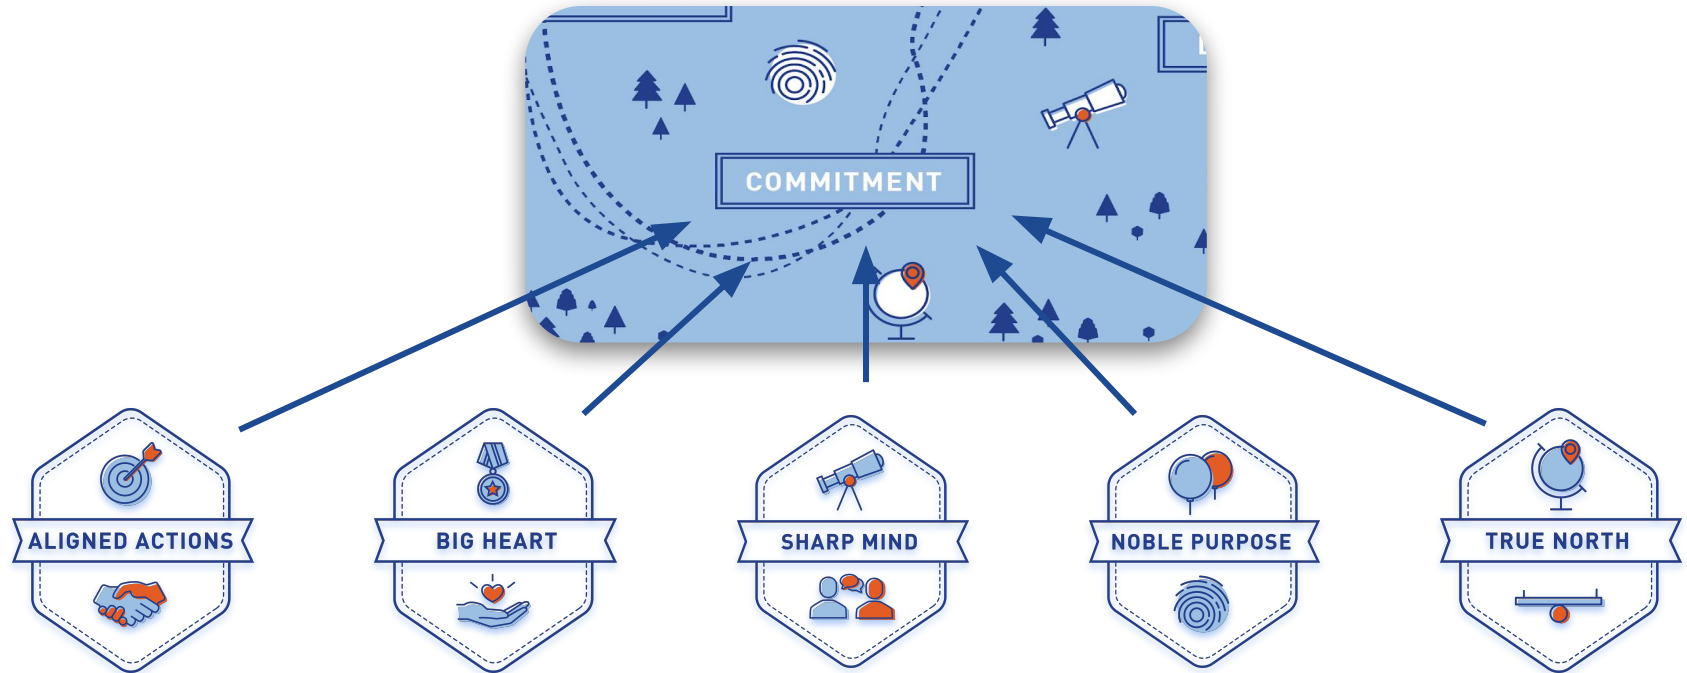 COMMITMENT
ALIGNED ACTIONS
BIG HEART
SHARP MIND
NOBLE PURPOSE
TRUE NORTH